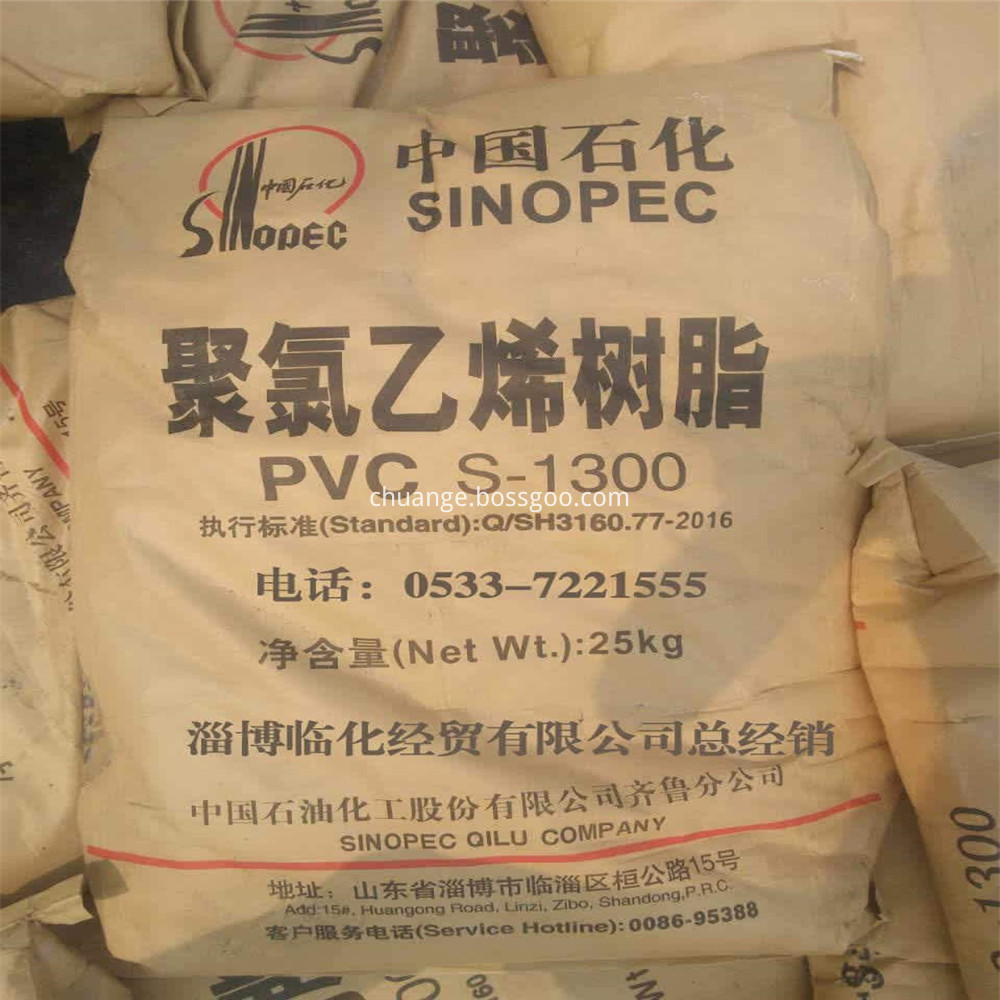 SINOPEC 中国石化
中国石化
SINOPEC
聚氯乙烯树脂
PVC S-1300
chuange.bossgoo.com
执行标准(Standard):Q/SH3160.77-2016
电话：0533-7221555
净含量(Net Wt.):25kg
淄博临化经贸有限公司总经销
中国石油化工股份有限公司齐鲁分公司
SINOPEC QILU COMPANY
地址：山东省淄博市临淄区桓公路15号
Add:15#, Huangong Road, Linzi, Zibo, Shandong,P.R.C.
客户服务电话(Service Hotline):0086-95388
1300